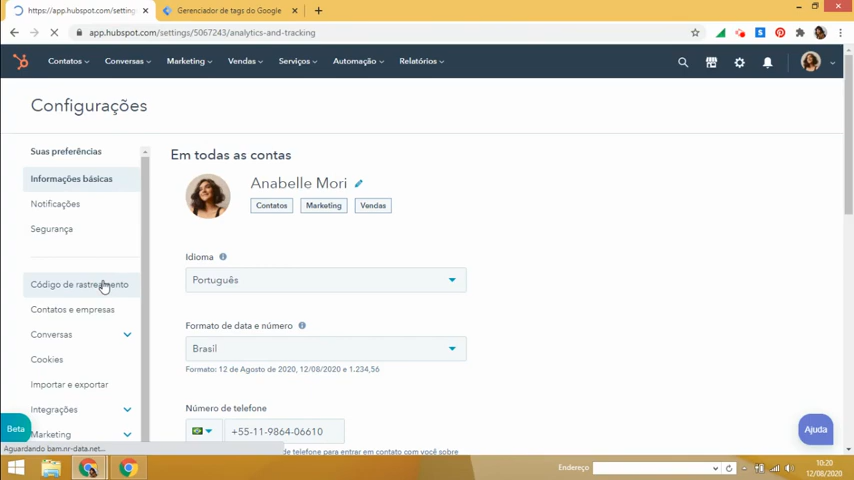 https://app.hubspot.com/setting
Gerenciador de tags do Google
app.hubspot.com/settings/5067243/analytics-and-tracking
Contatos
Conversas
Marketing
Vendas
Serviços
Automação
Relatórios
Configurações
Suas preferências
Informações básicas
Notificações
Segurança
Código de rastreamento
Contatos e empresas
Conversas
Cookies
Importar e exportar
Integrações
Marketing
Beta
Aguardando bam.nr-data.net...
Em todas as contas
Anabelle Mori
Contatos
Marketing
Vendas
Idioma
Português
Formato de data e número
Brasil
Formato: 12 de Agosto de 2020, 12/08/2020 e 1.234,56
Número de telefone
+55-11-9864-06610
de telefone para entrar em contato com você sobre
Ajuda
Endereço
10:20
12/08/2020